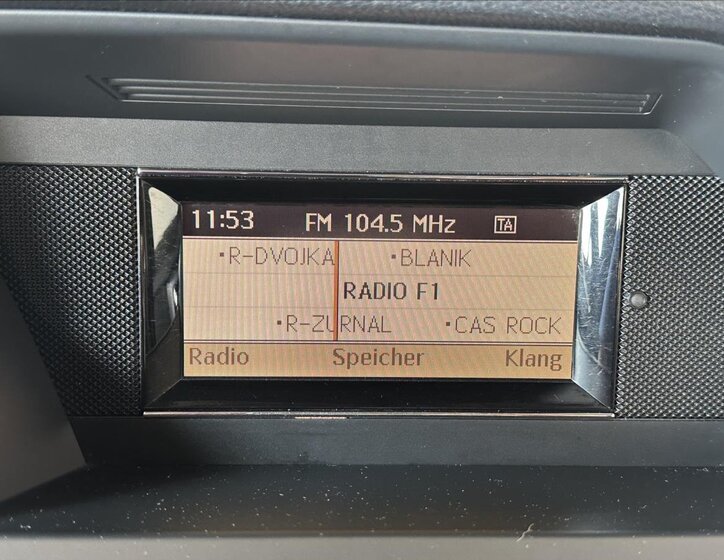 11:53 FM 104.5 MHz TA
•R-DVOJKA •BLANIK
RADIO F1
•R-ZURNAL •CAS ROCK
Radio Speicher Klang